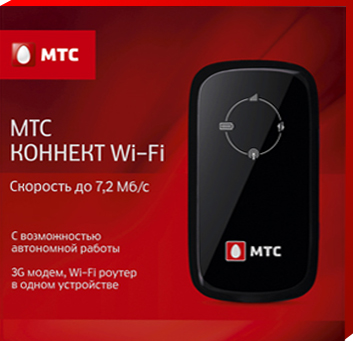 МТС
МТС
КОННЕКТ Wi-Fi
Скорость до 7,2 Мб/с
С возможностью
автономной работы
3G модем, Wi-Fi роутер
в одном устройстве
МТС